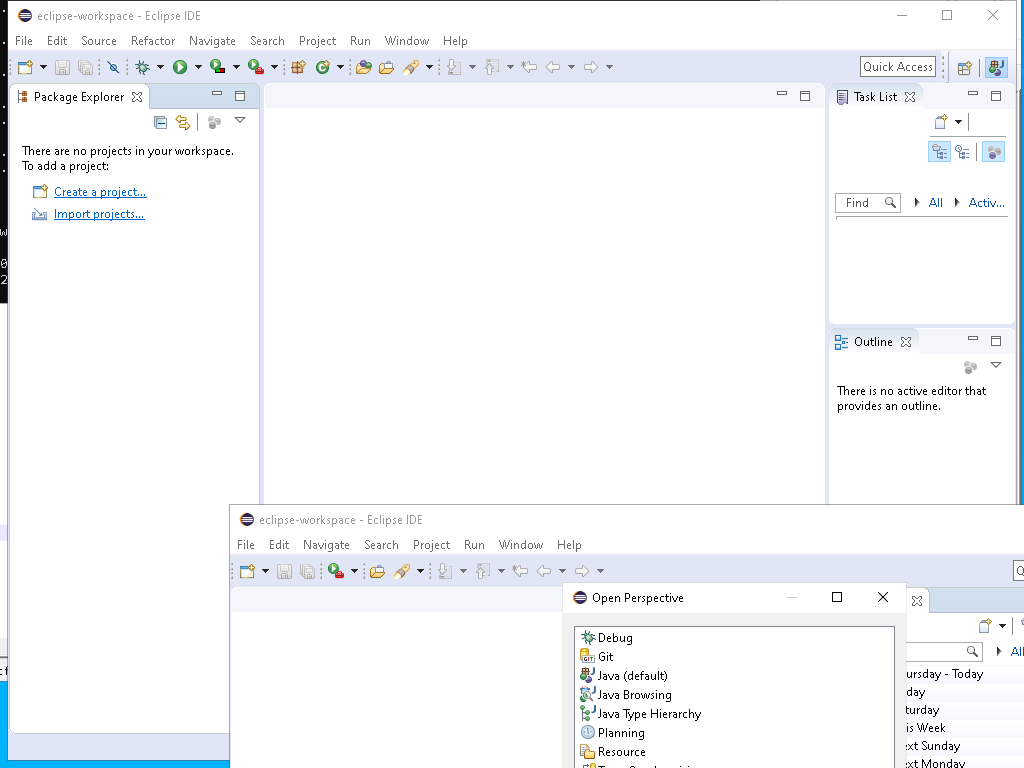 eclipse-workspace - Eclipse IDE
File Edit Source Refactor Navigate Search Project Run Window Help
Quick Access
Package Explorer
Task List
There are no projects in your workspace.
To add a project:
Create a project...
Import projects...
Find All Activ...
Outline
There is no active editor that
provides an outline.
eclipse-workspace - Eclipse IDE
File Edit Navigate Search Project Run Window Help
Open Perspective
Debug
Git
Java (default)
Java Browsing
Java Type Hierarchy
Planning
Resource
All
ursday - Today
day
turday
is Week
ext Sunday
ext Monday